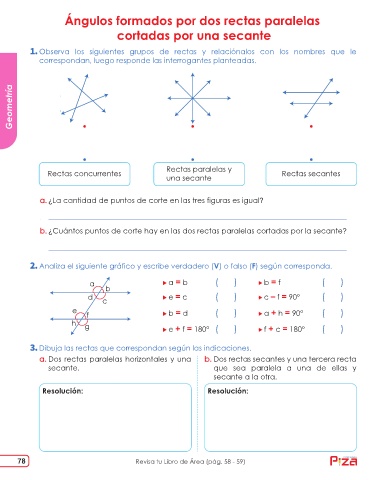 Ángulos formados por dos rectas paralelas
cortadas por una secante
Geometría
1. Observa los siguientes grupos de rectas y relaciónalos con los nombres que le
correspondan, luego responde las interrogantes planteadas.
Rectas concurrentes
Rectas paralelas y
una secante
Rectas secantes
a. ¿La cantidad de puntos de corte en las tres figuras es igual?
b. ¿Cuántos puntos de corte hay en las dos rectas paralelas cortadas por la secante?
2. Analiza el siguiente gráfico y escribe verdadero (V) o falso (F) según corresponda.
a
b
d
c
e
f
h
g
a = b ( )
b = f ( )
e = c ( )
c – f = 90° ( )
b = d ( )
a + h = 90° ( )
e + f = 180° ( )
f + c = 180° ( )
3. Dibuja las rectas que correspondan según las indicaciones.
a. Dos rectas paralelas horizontales y una
secante.
b. Dos rectas secantes y una tercera recta
que sea paralela a una de ellas y
secante a la otra.
Resolución:
Resolución:
78
Revisa tu Libro de Área (pág. 58 - 59)